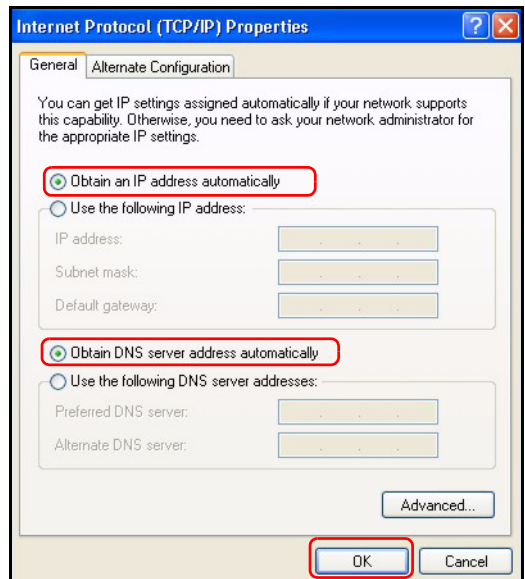 Internet Protocol (TCP/IP) Properties
?
X
General
Alternate Configuration
You can get IP settings assigned automatically if your network supports
this capability. Otherwise, you need to ask your network administrator for
the appropriate IP settings.
Obtain an IP address automatically
Use the following IP address:
IP address:
Subnet mask:
Default gateway:
Obtain DNS server address automatically
Use the following DNS server addresses:
Preferred DNS server:
Alternate DNS server:
Advanced...
OK
Cancel